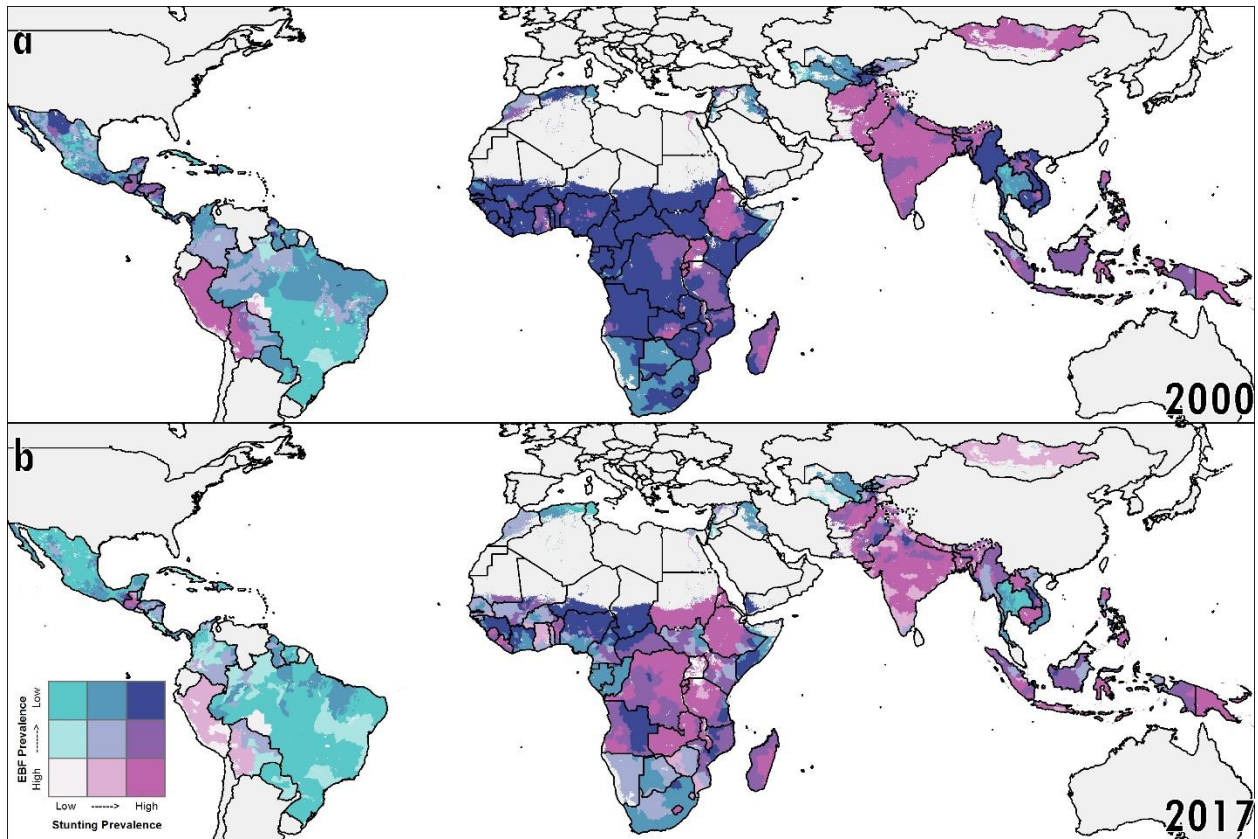 a
2000
b
EBF Prevalence
Low
------>
High
Low ------> High
Stunting Prevalence
2017